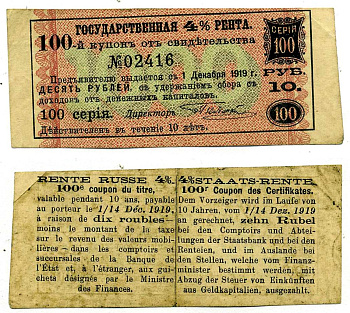 ГОСУДАРСТВЕННАЯ 4% РЕНТА.
100-й купонъ отъ свидѣтельства
№02416
СЕРІЯ
100
Предъявителю выдается съ 1 Декабря 1919 г.
ДЕСЯТЬ РУБЛЕЙ, съ удержаніемъ сбора съ
доходовъ отъ денежныхъ капиталовъ.
РУБ.
10.
100 серія. Директоръ
100
Дѣйствителенъ въ теченіе 10 лѣтъ.
RENTE RUSSE 4%
100e coupon du titre,
valable pendant 10 ans, payable
au porteur le 1/14 Déc. 1919,
à raison de dix roubles-
moins le montant de la taxe
sur le revenu des valeurs mobi-
lières - dans les comptoirs et
succursales de la Banque de
l'État et, à l'étranger, aux gui-
chets désignés par le Ministre
des Finances.
4% STAATS-RENTE
100r Coupon des Certifikates.
Dem Vorzeiger wird im Laufe von
10 Jahren, vom 1/14 Dez. 1919
an gerechnet, zehn Rubel
bei den Comptoirs und Abtei-
lungen der Staatsbank und bei den
Renteien, und im Auslande bei
den Stellen, welche vom Finanz-
minister bestimmt werden, mit
Abzug der Steuer von Einkünften
aus Geldkapitalien, ausgezahlt.